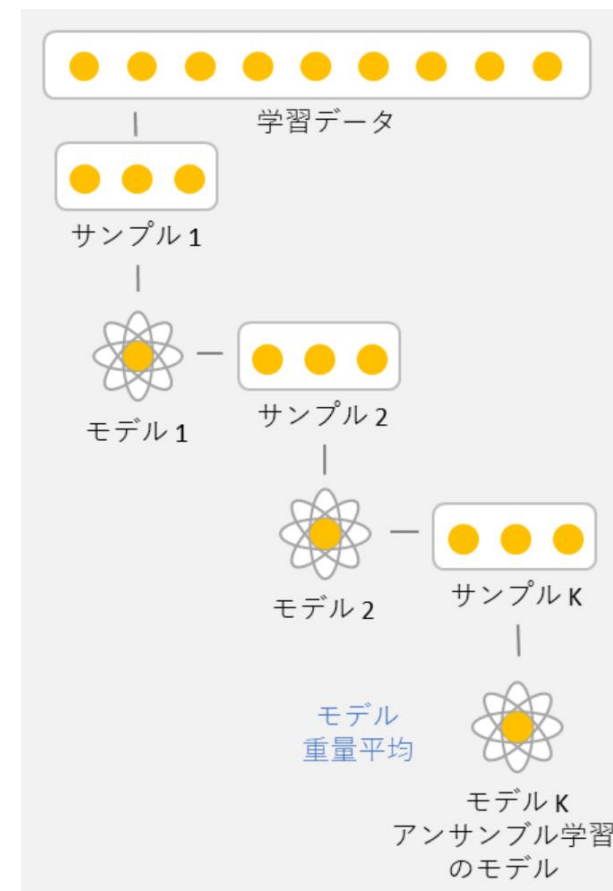 学習データ
サンプル 1
モデル 1
サンプル 2
モデル 2
サンプル K
モデル
重量平均
モデル K
アンサンブル学習
のモデル